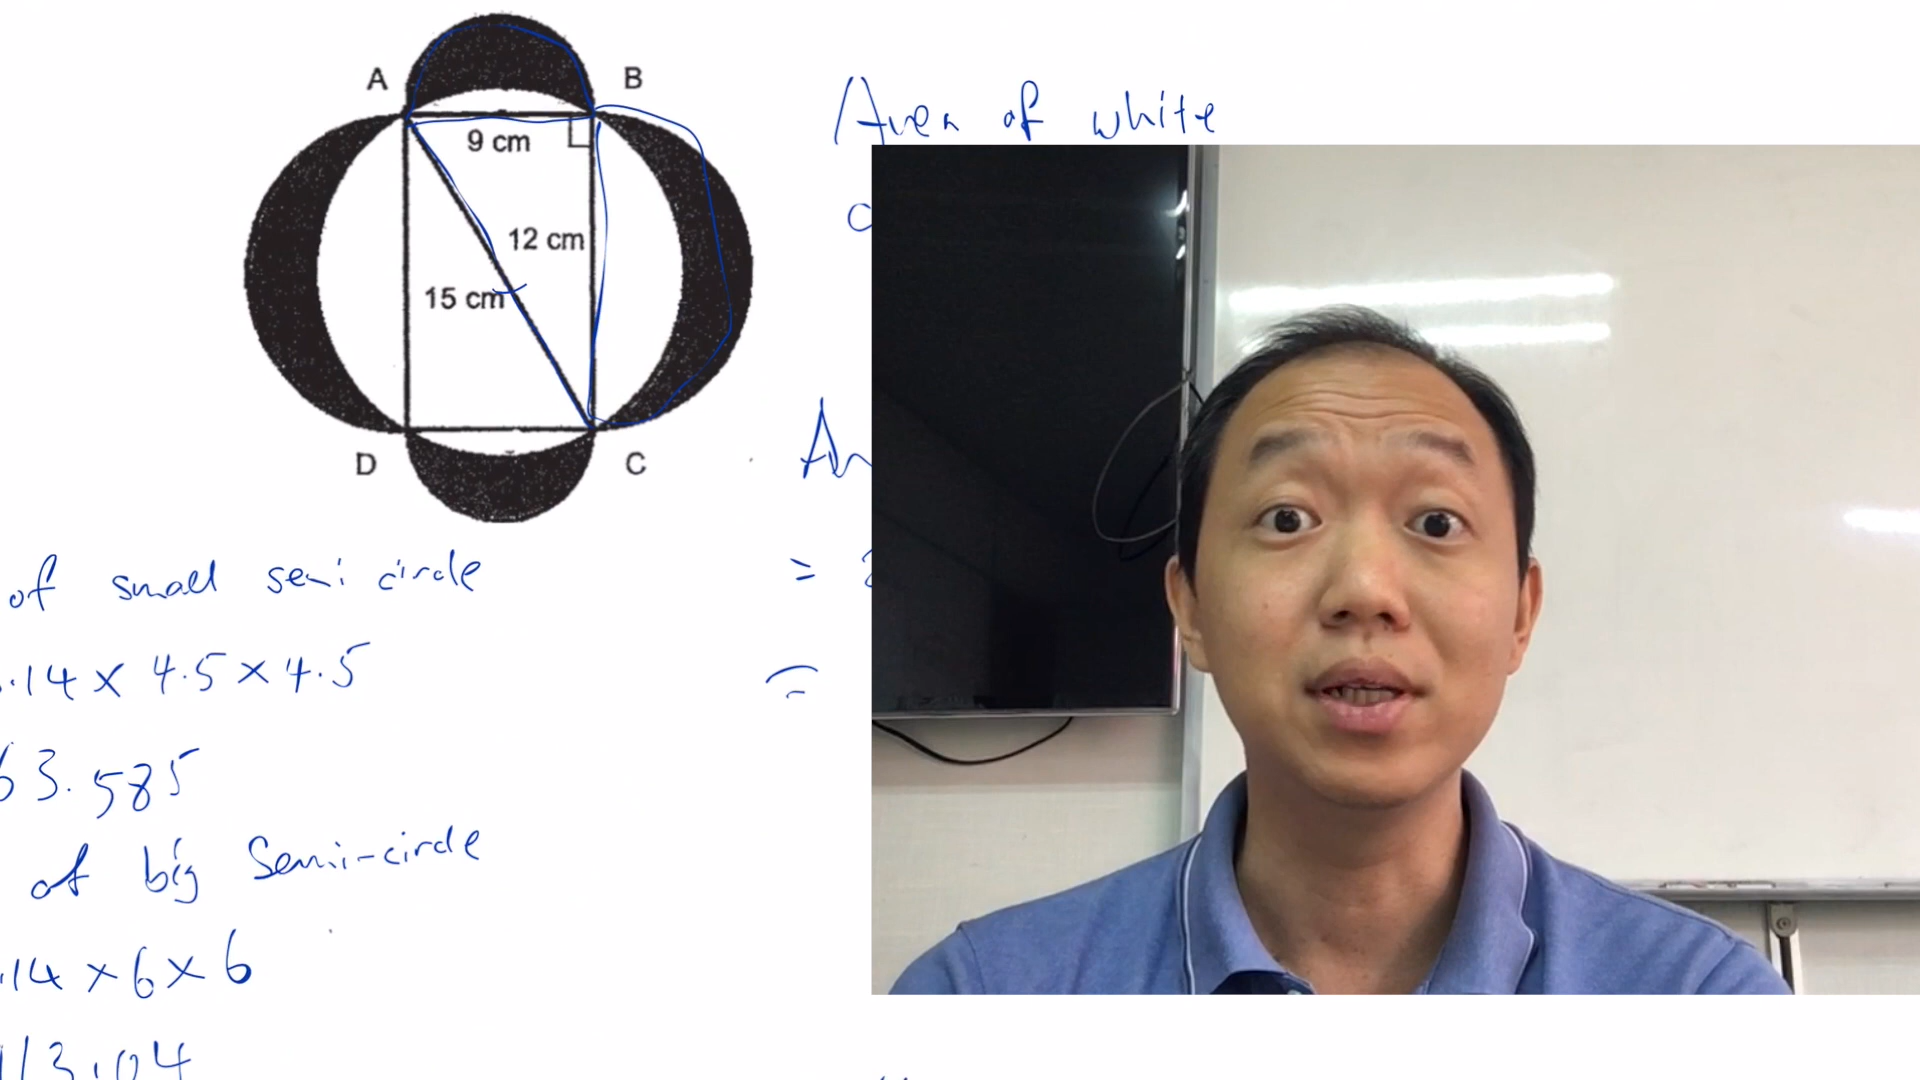 A
B
9 cm
12 cm
15 cm
D
C
Area of white
of small semi circle
.14 × 4.5 × 4.5
63.585
of big Semi-circle
.14 × 6 × 6
113.04
=
=